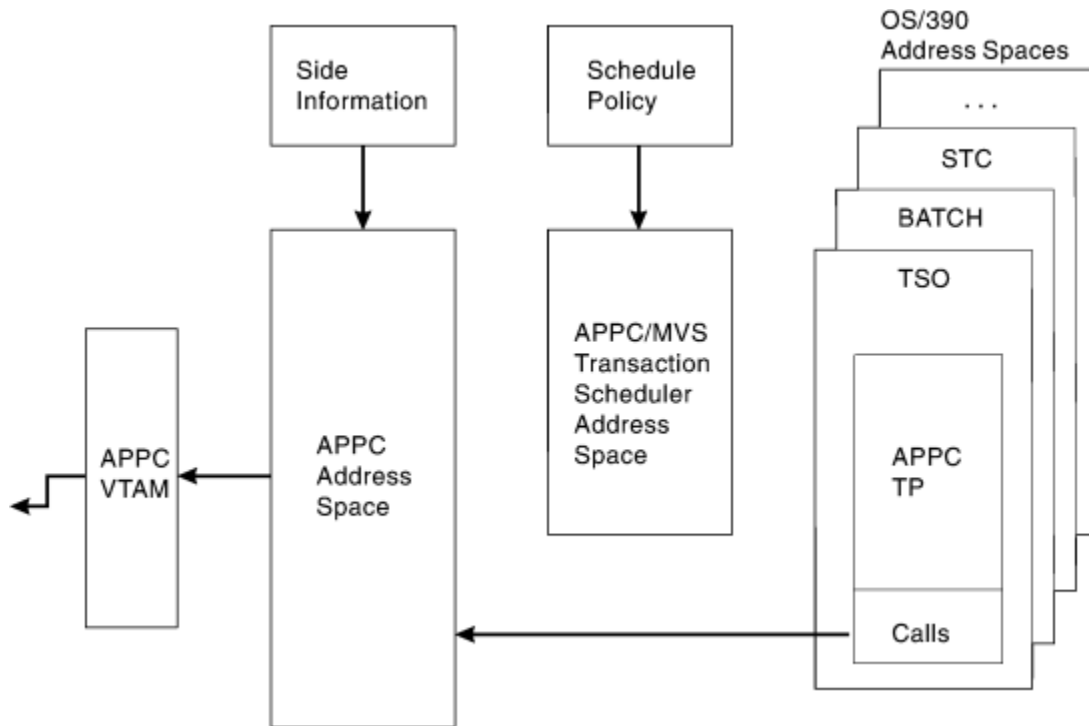 OS/390
Address Spaces
Side
Information
Schedule
Policy
. . .
STC
BATCH
TSO
APPC/MVS
Transaction
Scheduler
Address
Space
APPC
VTAM
APPC
Address
Space
APPC
TP
Calls